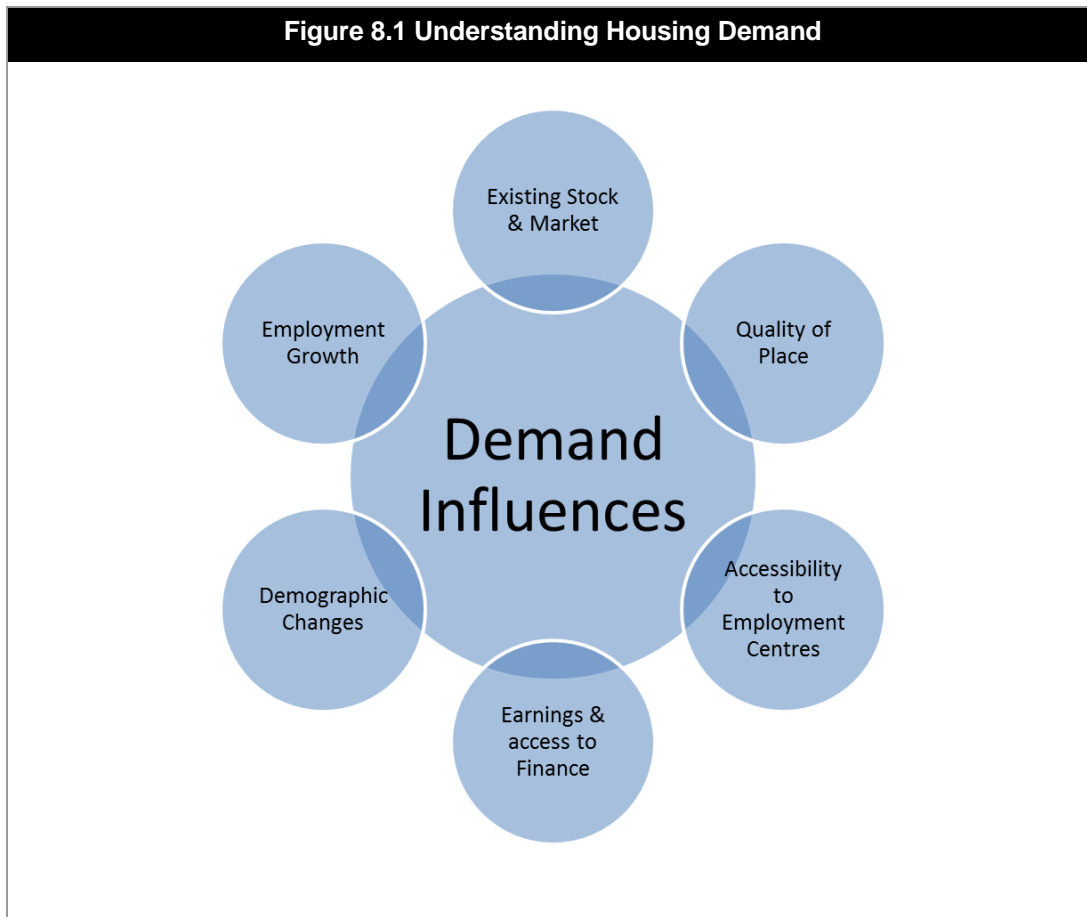 Figure 8.1 Understanding Housing Demand
Existing Stock
& Market
Employment
Growth
Quality of
Place
Demand
Influences
Demographic
Changes
Accessibility
to
Employment
Centres
Earnings &
access to
Finance